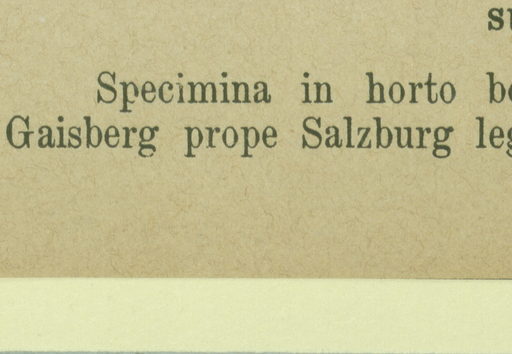 Specimina in horto
Gaisberg prope Salzburg